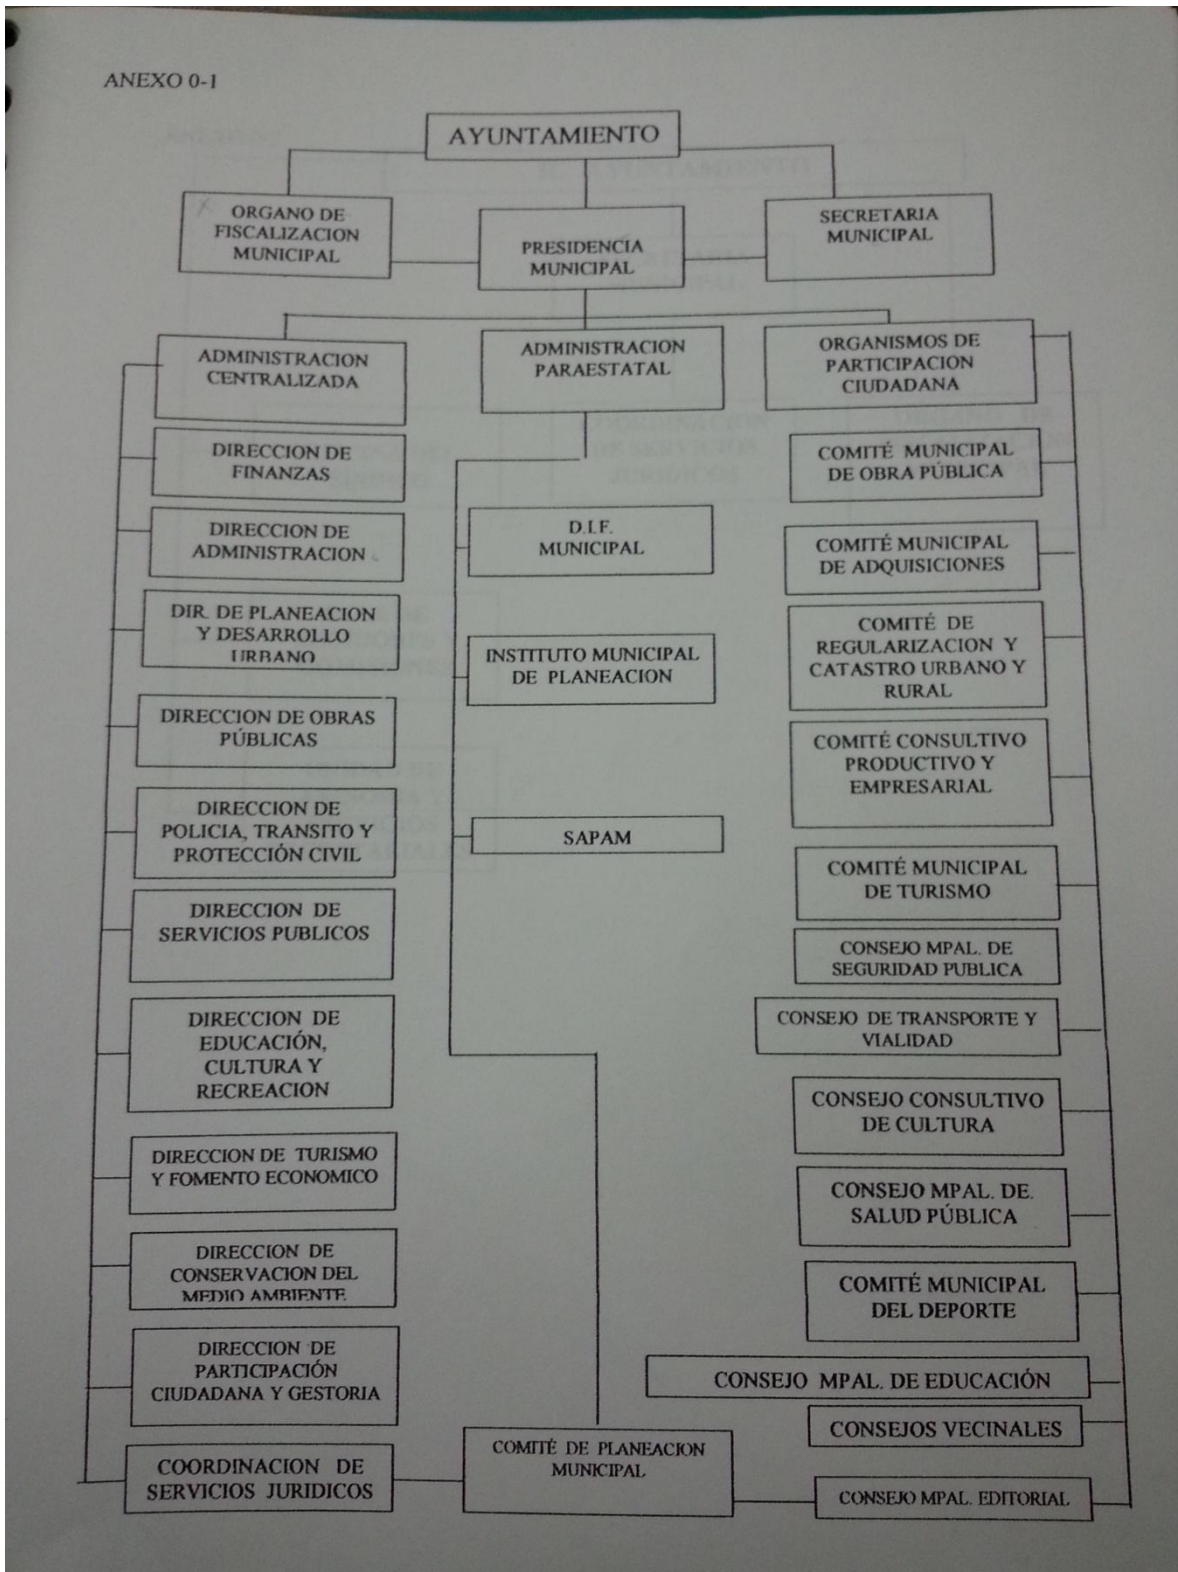 ANEXO 0-1
AYUNTAMIENTO
ORGANO DE
FISCALIZACION
MUNICIPAL
PRESIDENCIA
MUNICIPAL
SECRETARIA
MUNICIPAL
ADMINISTRACION
CENTRALIZADA
ADMINISTRACION
PARAESTATAL
ORGANISMOS DE
PARTICIPACION
CIUDADANA
DIRECCION DE
FINANZAS
DIRECCION DE
ADMINISTRACION
DIR. DE PLANEACION
Y DESARROLLO
URBANO
DIRECCION DE OBRAS
PÚBLICAS
DIRECCION DE
POLICIA, TRANSITO Y
PROTECCIÓN CIVIL
DIRECCION DE
SERVICIOS PUBLICOS
DIRECCION DE
EDUCACIÓN,
CULTURA Y
RECREACION
DIRECCION DE TURISMO
Y FOMENTO ECONOMICO
DIRECCION DE
CONSERVACION DEL
MEDIO AMBIENTE
DIRECCION DE
PARTICIPACIÓN
CIUDADANA Y GESTORIA
COORDINACION DE
SERVICIOS JURIDICOS
D.I.F.
MUNICIPAL
INSTITUTO MUNICIPAL
DE PLANEACION
SAPAM
COMITÉ DE PLANEACION
MUNICIPAL
COMITÉ MUNICIPAL
DE OBRA PÚBLICA
COMITÉ MUNICIPAL
DE ADQUISICIONES
COMITÉ DE
REGULARIZACION Y
CATASTRO URBANO Y
RURAL
COMITÉ CONSULTIVO
PRODUCTIVO Y
EMPRESARIAL
COMITÉ MUNICIPAL
DE TURISMO
CONSEJO MPAL. DE
SEGURIDAD PUBLICA
CONSEJO DE TRANSPORTE Y
VIALIDAD
CONSEJO CONSULTIVO
DE CULTURA
CONSEJO MPAL. DE.
SALUD PÚBLICA
COMITÉ MUNICIPAL
DEL DEPORTE
CONSEJO MPAL. DE EDUCACIÓN
CONSEJOS VECINALES
CONSEJO MPAL. EDITORIAL